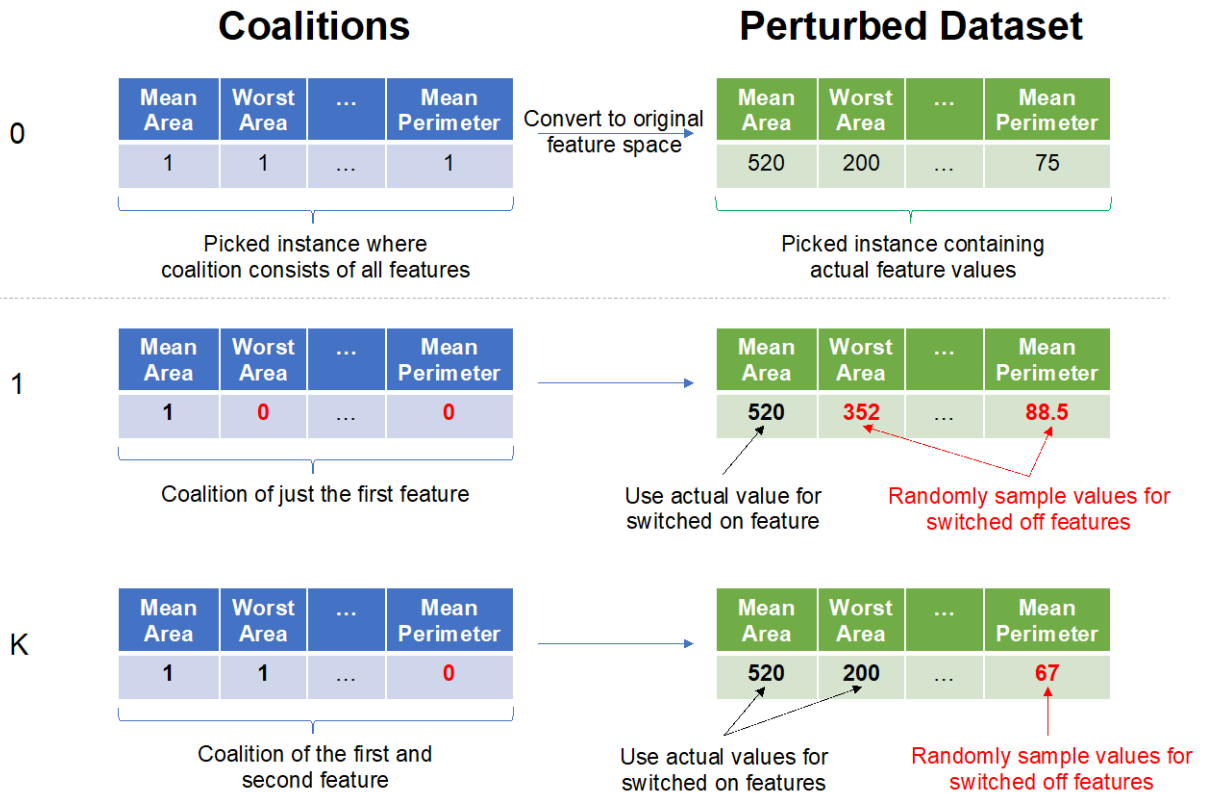 Coalitions
Perturbed Dataset
0
Mean Area
Worst Area
...
Mean Perimeter
1
1
...
1
Convert to original
feature space
Mean Area
Worst Area
...
Mean Perimeter
520
200
...
75
Picked instance where
coalition consists of all features
Picked instance containing
actual feature values
1
Mean Area
Worst Area
...
Mean Perimeter
1
0
...
0
Mean Area
Worst Area
...
Mean Perimeter
520
352
...
88.5
Coalition of just the first feature
Use actual value for
switched on feature
Randomly sample values for
switched off features
K
Mean Area
Worst Area
...
Mean Perimeter
1
1
...
0
Mean Area
Worst Area
...
Mean Perimeter
520
200
...
67
Coalition of the first and
second feature
Use actual values for
switched on features
Randomly sample values for
switched off features